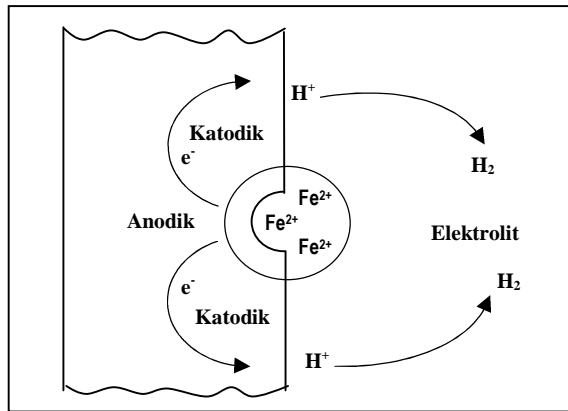 H⁺
Katodik
e⁻
H₂
Fe²⁺
Anodik
Fe²⁺
Elektrolit
Fe²⁺
H₂
e⁻
Katodik
H⁺